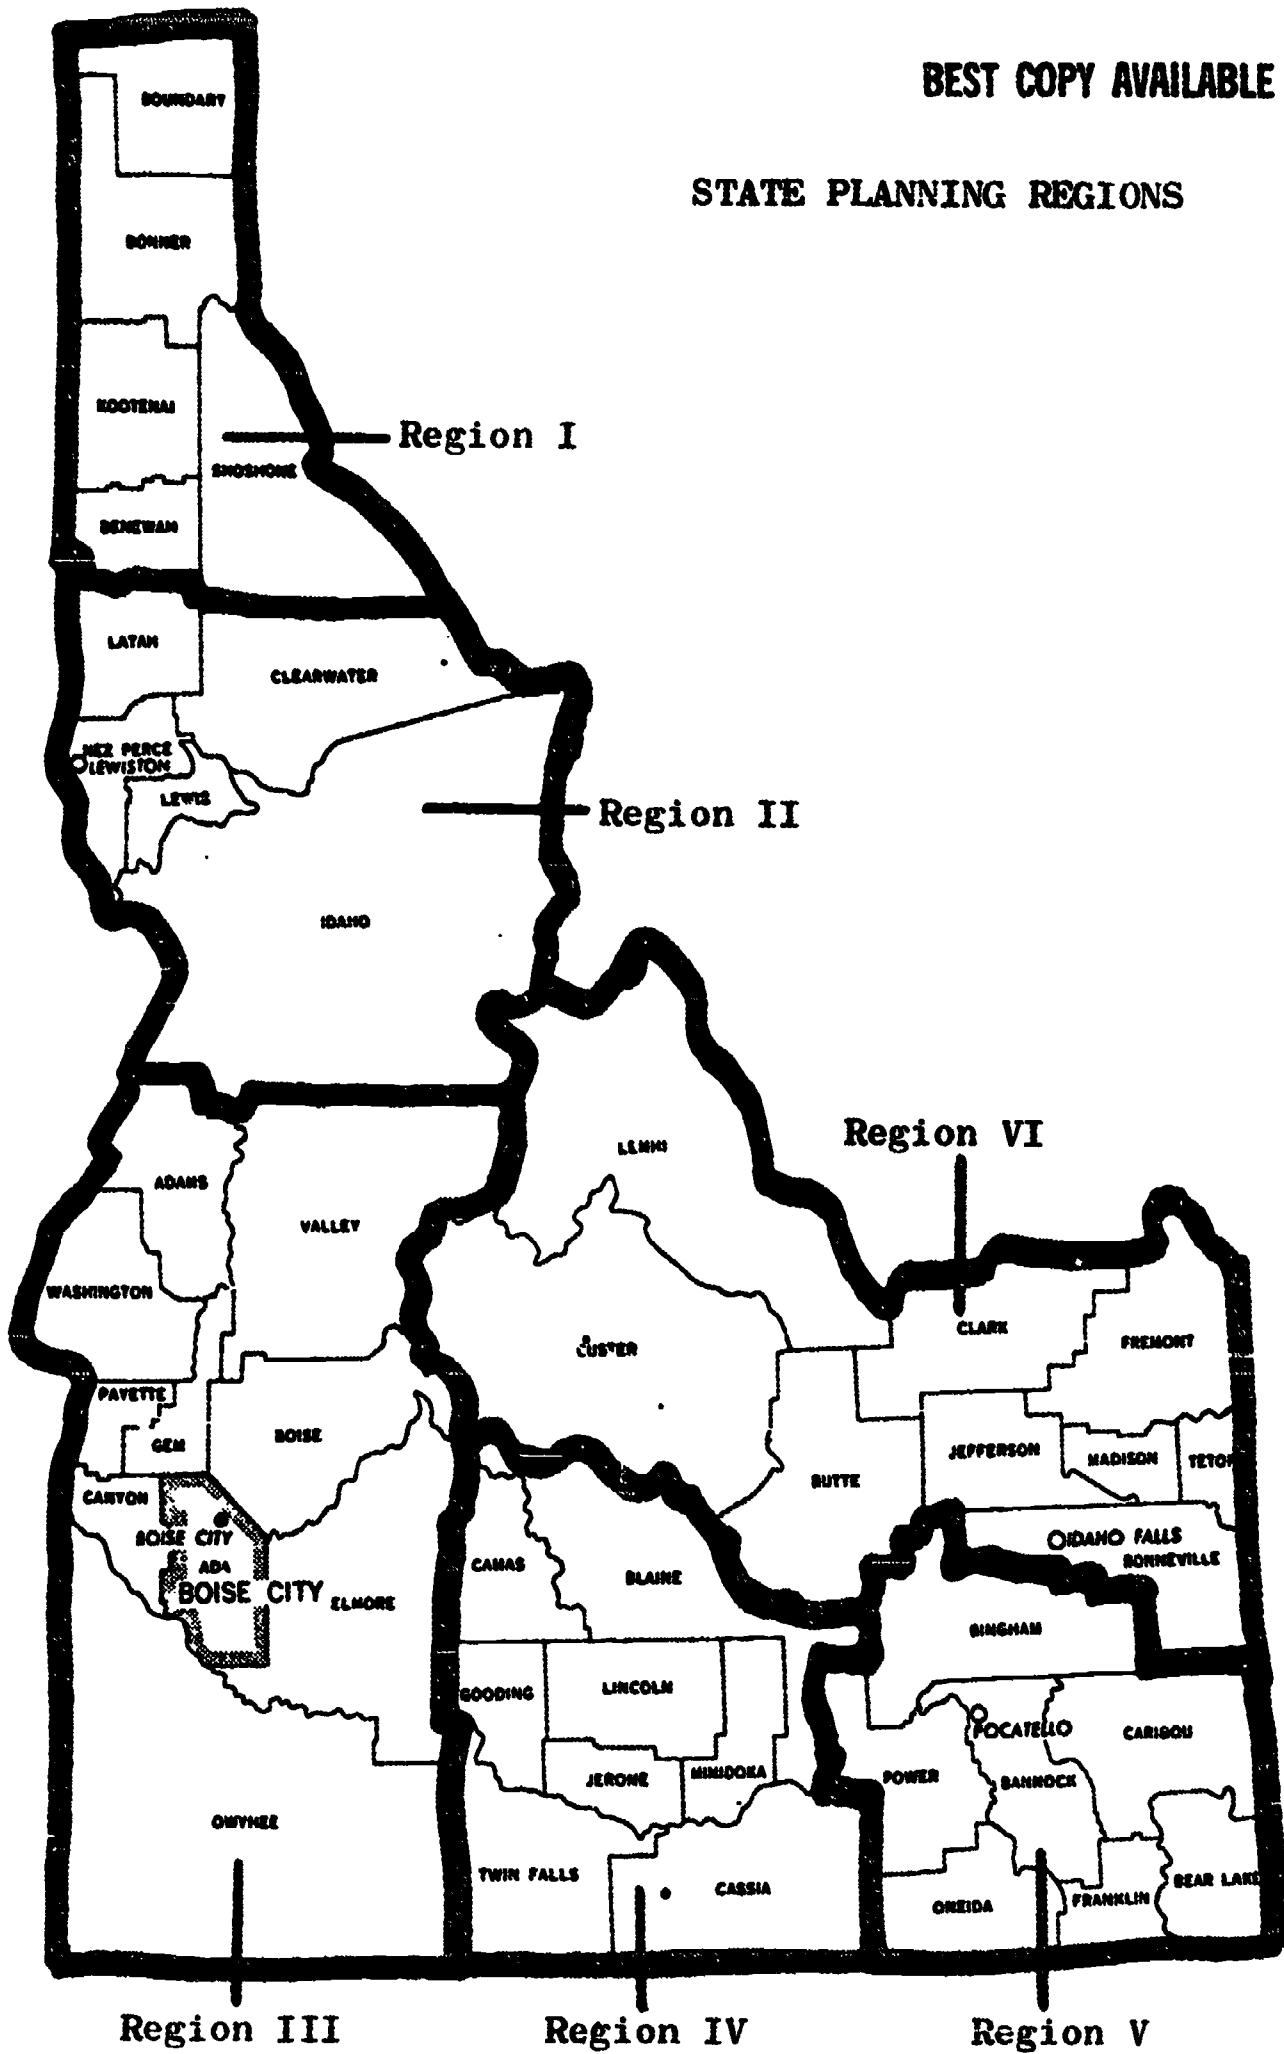 BEST COPY AVAILABLE
STATE PLANNING REGIONS
BOUNDARY
BONNER
KOOTENAI
Region I
SHOSHONE
BENEWAH
LATAH
CLEARWATER
NEZ PERCE
LEWISTON
LEWIS
Region II
IDAHO
Region VI
LEMHI
ADAMS
VALLEY
WASHINGTON
CUSTER
CLARK
FREMONT
PAYETTE
GEM
BOISE
JEFFERSON
MADISON
TETON
BUTTE
CANYON
BOISE CITY
ADA
BOISE CITY
ELMORE
CAMAS
BLAINE
IDAHO FALLS
BONNEVILLE
BINGHAM
GOODING
LINCOLN
POCATELLO
CARIBOU
JEROME
MINIDOKA
POWER
BANNOCK
OWYHEE
TWIN FALLS
CASSIA
ONEIDA
FRANKLIN
BEAR LAKE
Region III
Region IV
Region V